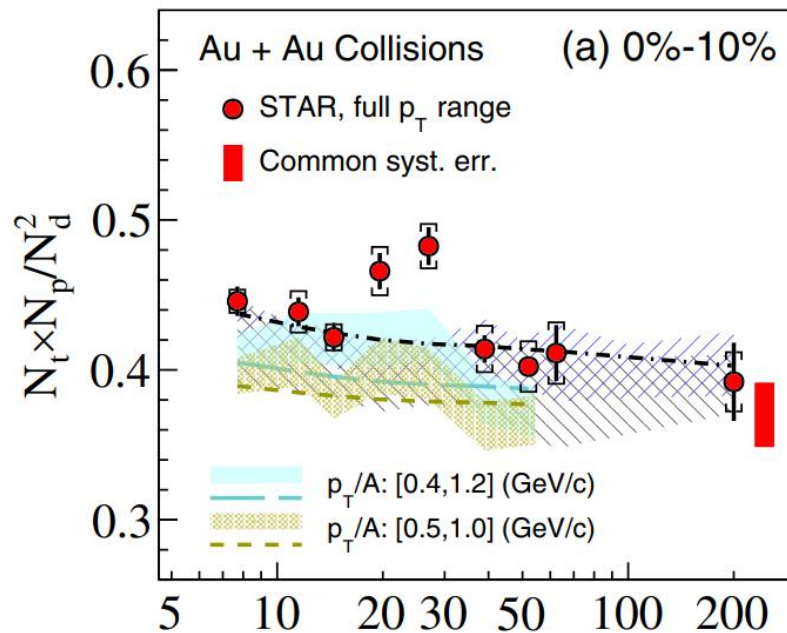 Au + Au Collisions (a) 0%-10%
STAR, full p_T range
Common syst. err.
N_t×N_p/N_d^2
0.6
0.5
0.4
0.3
p_T/A: [0.4,1.2] (GeV/c)
p_T/A: [0.5,1.0] (GeV/c)
5 10 20 30 50 100 200